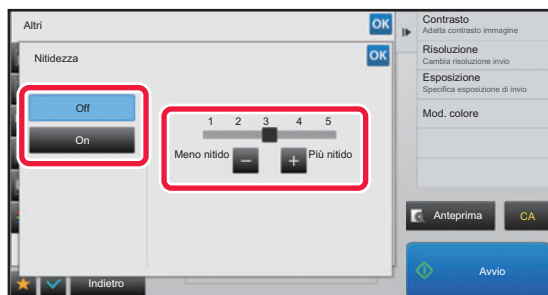 Altri
OK
Nitidezza
OK
Off
On
1 2 3 4 5
Meno nitido
Più nitido
Indietro
Contrasto
Adatta contrasto immagine
Risoluzione
Cambia risoluzione invio
Esposizione
Specifica esposizione di invio
Mod. colore
Anteprima
CA
Avvio